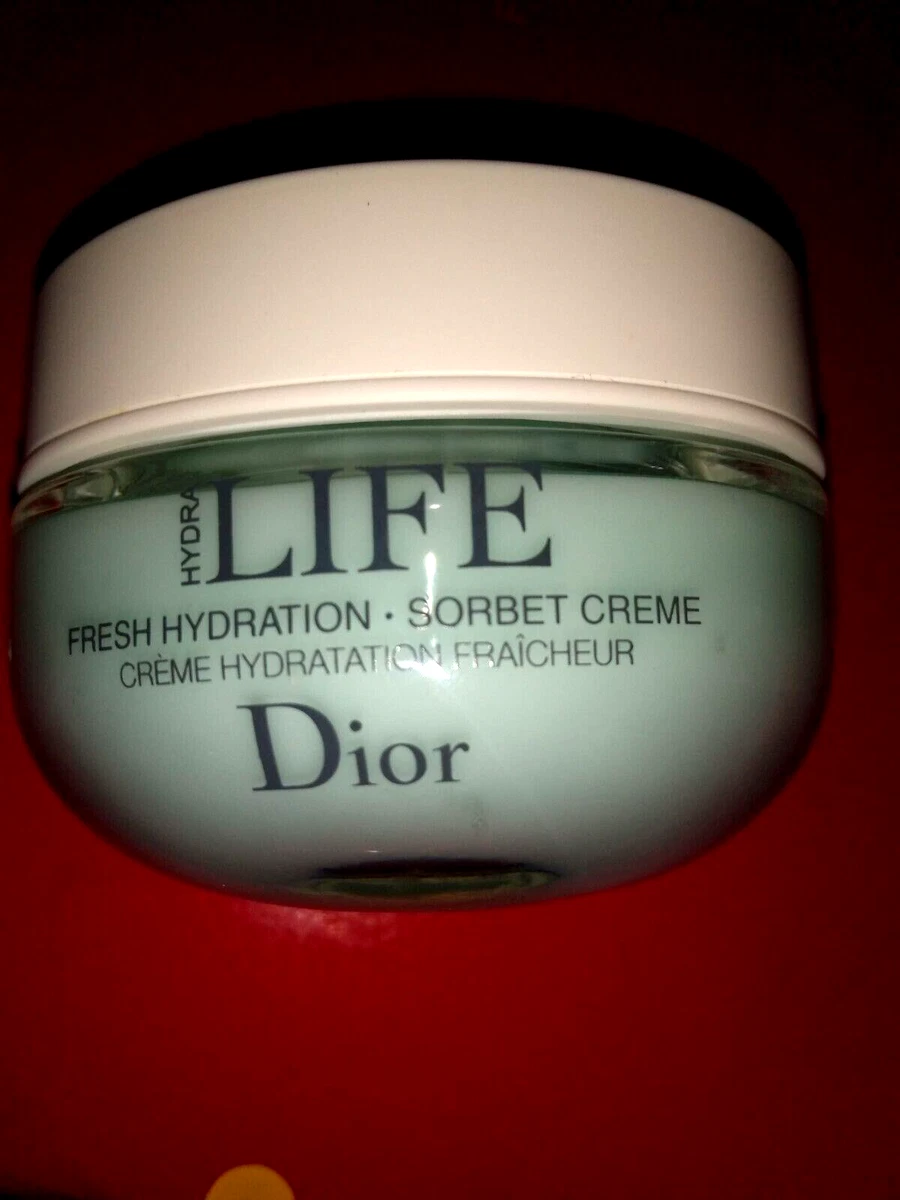 HYDRA LIFE
FRESH HYDRATION · SORBET CREME
CRÈME HYDRATATION FRAÎCHEUR
Dior